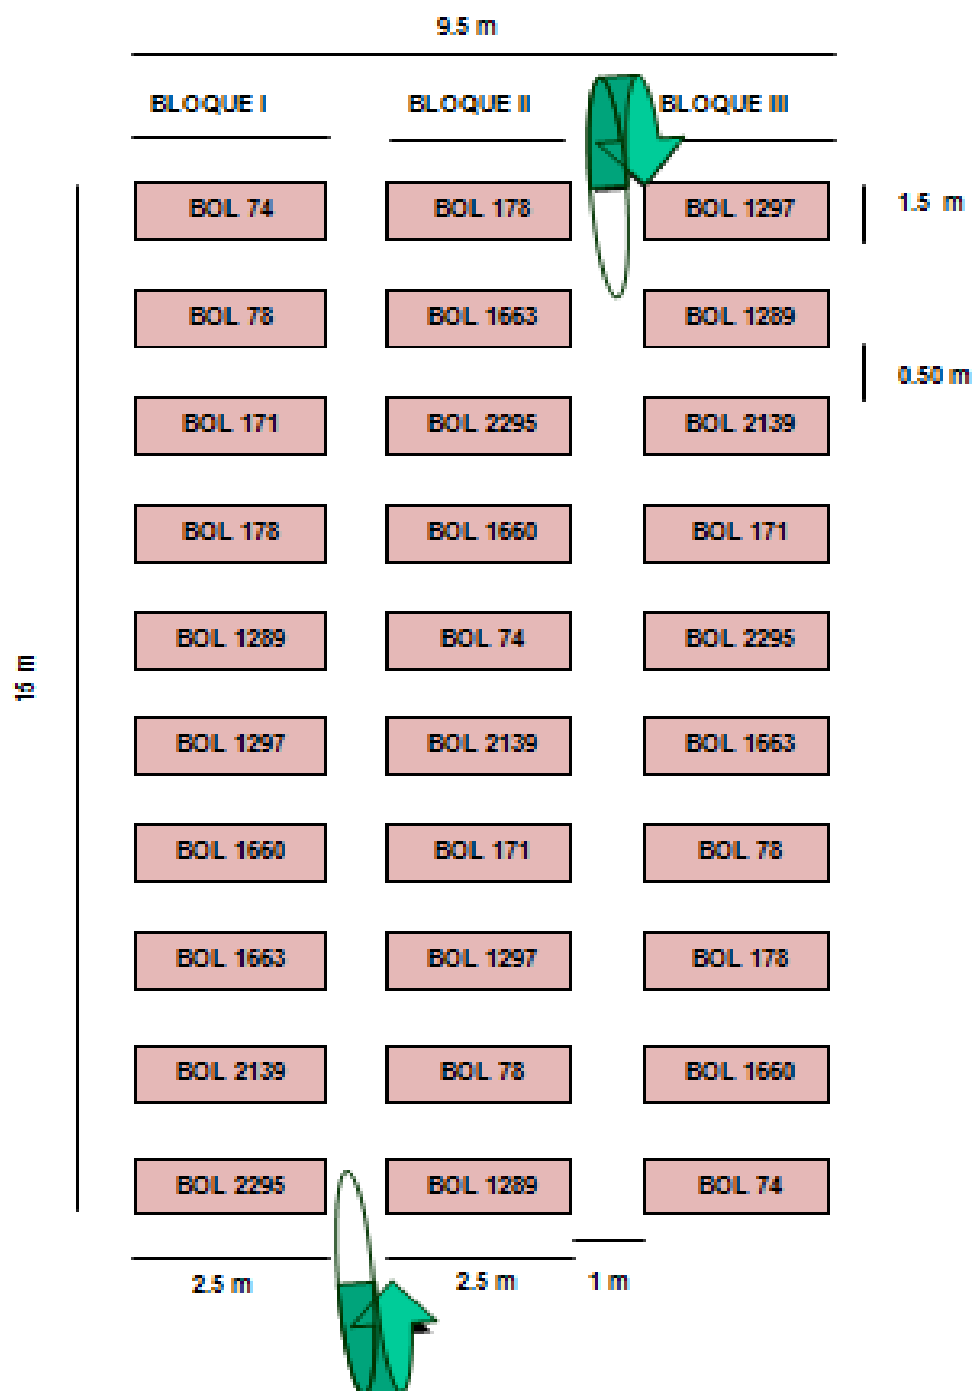 9.5 m
BLOQUE I BLOQUE II BLOQUE III
BOL 74 BOL 178 BOL 1297 1.5 m
BOL 78 BOL 1663 BOL 1289
0.50 m
BOL 171 BOL 2295 BOL 2139
BOL 178 BOL 1660 BOL 171
BOL 1289 BOL 74 BOL 2295
15 m
BOL 1297 BOL 2139 BOL 1663
BOL 1660 BOL 171 BOL 78
BOL 1663 BOL 1297 BOL 178
BOL 2139 BOL 78 BOL 1660
BOL 2295 BOL 1289 BOL 74
2.5 m 2.5 m 1 m